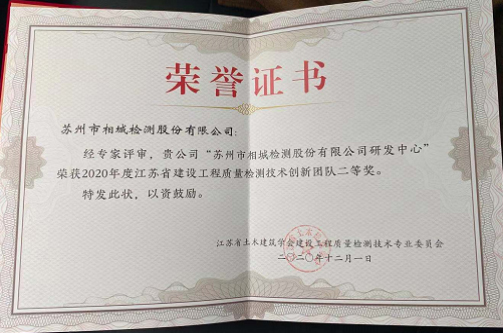 荣誉证书
苏州市相城检测股份有限公司:
经专家评审,贵公司“苏州市相城检测股份有限公司研发中心”
荣获2020年度江苏省建设工程质量检测技术创新团队二等奖。
特发此状,以资鼓励。
江苏省土木建筑学会建设工程质量检测技术专业委员会
二〇二〇年十二月一日